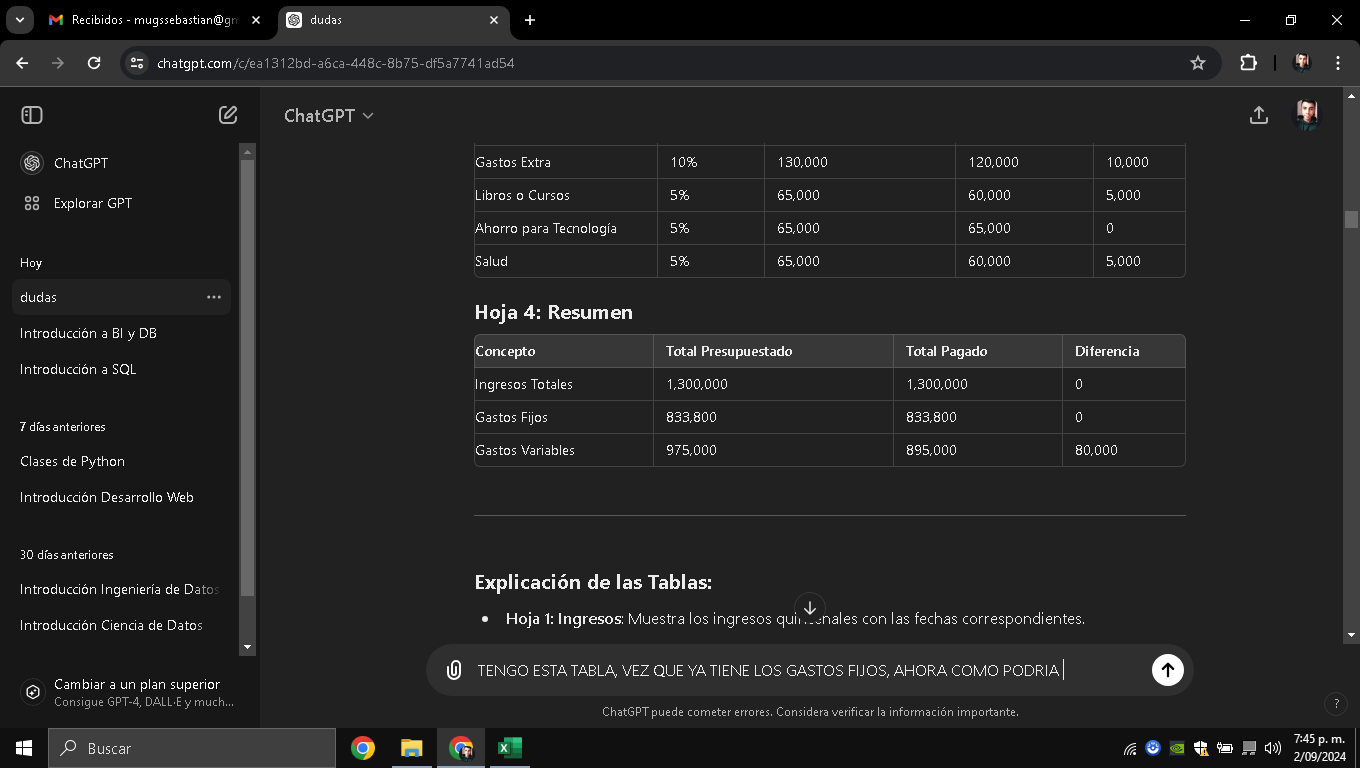 Recibidos - mugssebastian@gm
dudas
chatgpt.com/c/ea1312bd-a6ca-448c-8b75-df5a7741ad54
ChatGPT
ChatGPT
Explorar GPT
Hoy
dudas
Introducción a BI y DB
Introducción a SQL
7 días anteriores
Clases de Python
Introducción Desarrollo Web
30 días anteriores
Introducción Ingeniería de Datos
Introducción Ciencia de Datos
Cambiar a un plan superior
Consigue GPT-4, DALL·E y much...
Gastos Extra 10% 130,000 120,000 10,000
Libros o Cursos 5% 65,000 60,000 5,000
Ahorro para Tecnología 5% 65,000 65,000 0
Salud 5% 65,000 60,000 5,000
Hoja 4: Resumen
Concepto Total Presupuestado Total Pagado Diferencia
Ingresos Totales 1,300,000 1,300,000 0
Gastos Fijos 833,800 833,800 0
Gastos Variables 975,000 895,000 80,000
Explicación de las Tablas:
Hoja 1: Ingresos: Muestra los ingresos quincenales con las fechas correspondientes.
TENGO ESTA TABLA, VEZ QUE YA TIENE LOS GASTOS FIJOS, AHORA COMO PODRIA
ChatGPT puede cometer errores. Considera verificar la información importante.
?
Buscar
7:45 p. m.
2/09/2024